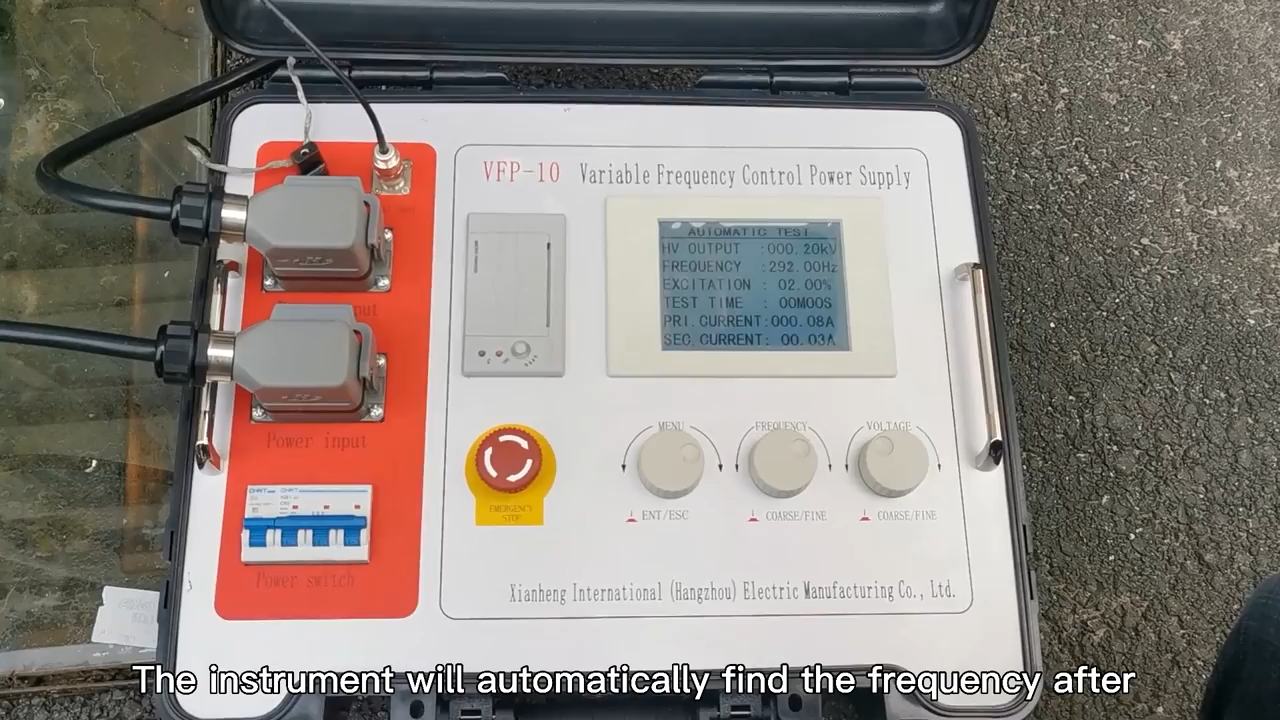 VFP-10 Variable Frequency Control Power Supply
AUTOMATIC TEST
HV OUTPUT :000.20kV
FREQUENCY :292.00Hz
EXCITATION : 02.00%
TEST TIME : 00M00S
PRI.CURRENT:000.08A
SEC.CURRENT: 00.03A
put
Power input
CHNT
Power switch
EMERGENCY
STOP
MENU
FREQUENCY
VOLTAGE
ENT/ESC
COARSE/FINE
COARSE/FINE
Xianheng International (Hangzhou) Electric Manufacturing Co., Ltd.
The instrument will automatically find the frequency after